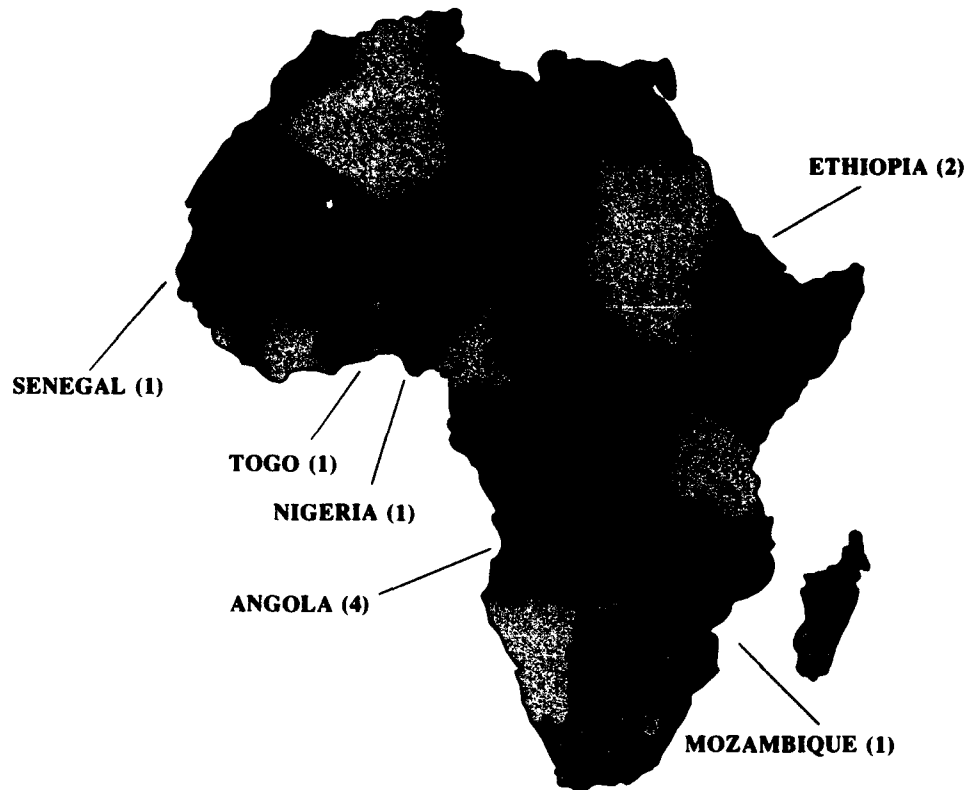 ETHIOPIA (2)
SENEGAL (1)
TOGO (1)
NIGERIA (1)
ANGOLA (4)
MOZAMBIQUE (1)